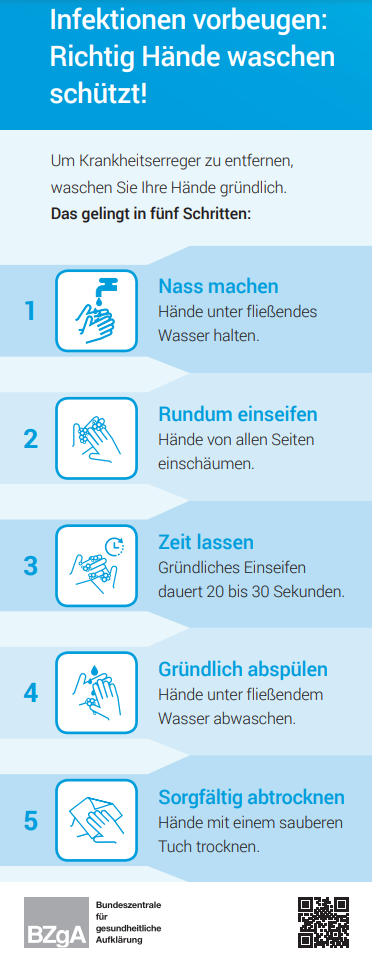 Infektionen vorbeugen:
Richtig Hände waschen
schützt!
Um Krankheitserreger zu entfernen,
waschen Sie Ihre Hände gründlich.
Das gelingt in fünf Schritten:
1
Nass machen
Hände unter fließendes
Wasser halten.
2
Rundum einseifen
Hände von allen Seiten
einschäumen.
3
Zeit lassen
Gründliches Einseifen
dauert 20 bis 30 Sekunden.
4
Gründlich abspülen
Hände unter fließendem
Wasser abwaschen.
5
Sorgfältig abtrocknen
Hände mit einem sauberen
Tuch trocknen.
BZgA
Bundeszentrale
für
gesundheitliche
Aufklärung